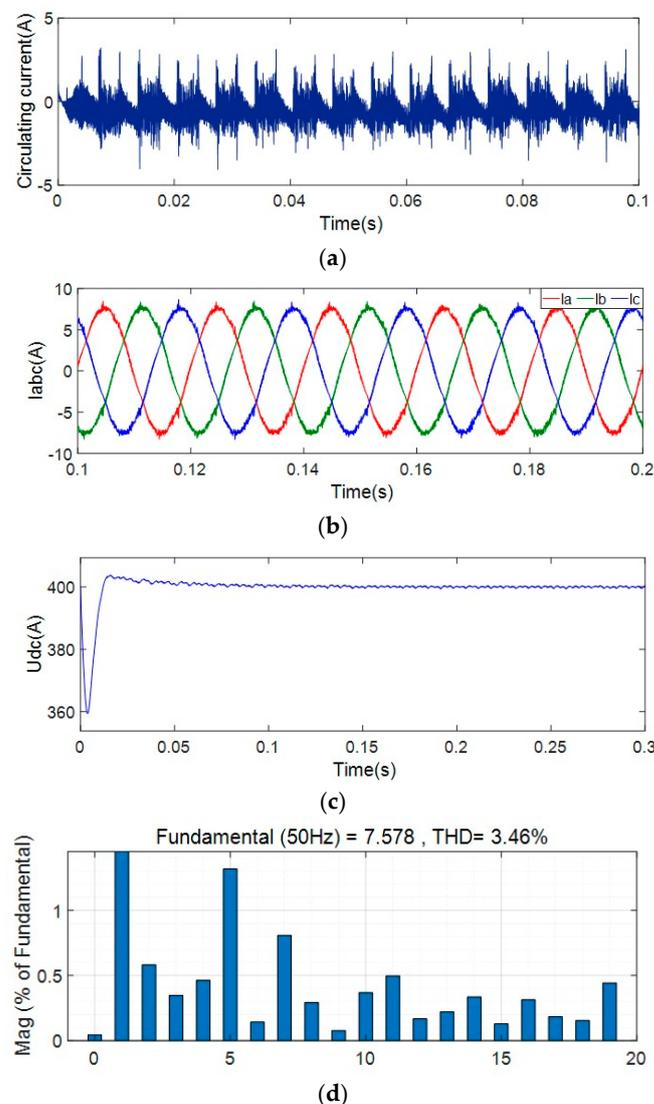 5
0
-5
Circulating current(A)
0 0.02 0.04 0.06 0.08 0.1
Time(s)
(a)
10
5
0
-5
-10
Iabc(A)
Ia Ib Ic
0.1 0.12 0.14 0.16 0.18 0.2
Time(s)
(b)
400
380
360
Udc(A)
0 0.05 0.1 0.15 0.2 0.25 0.3
Time(s)
(c)
Fundamental (50Hz) = 7.578 , THD= 3.46%
1
0.5
0
Mag (% of Fundamental)
0 5 10 15 20
(d)